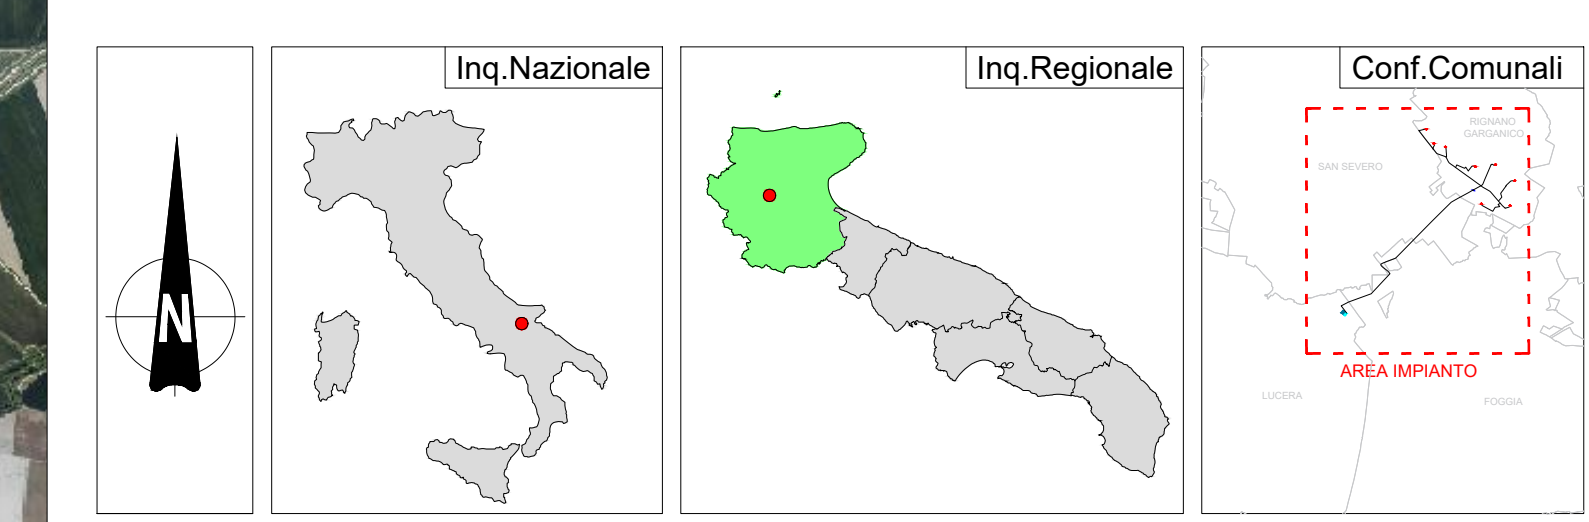 N
Inq.Nazionale
Inq.Regionale
Conf.Comunali
RIGNANO
GARGANICO
SAN SEVERO
AREA IMPIANTO
LUCERA
FOGGIA